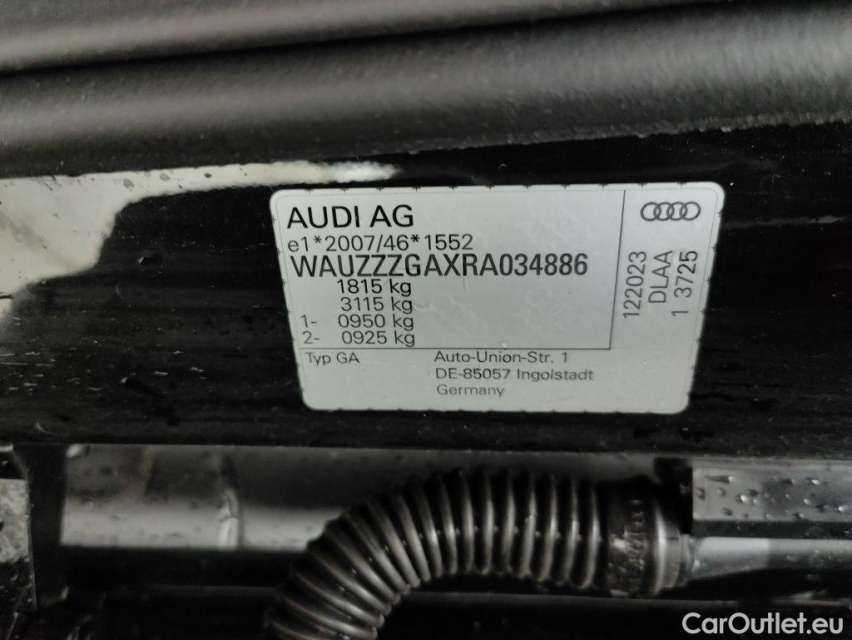 AUDI AG
e1*2007/46*1552
WAUZZZGAXRA034886
1815 kg
3115 kg
1- 0950 kg
2- 0925 kg
Typ GA
Auto-Union-Str. 1
DE-85057 Ingolstadt
Germany
122023
DLAA
1 3725
CarOutlet.eu